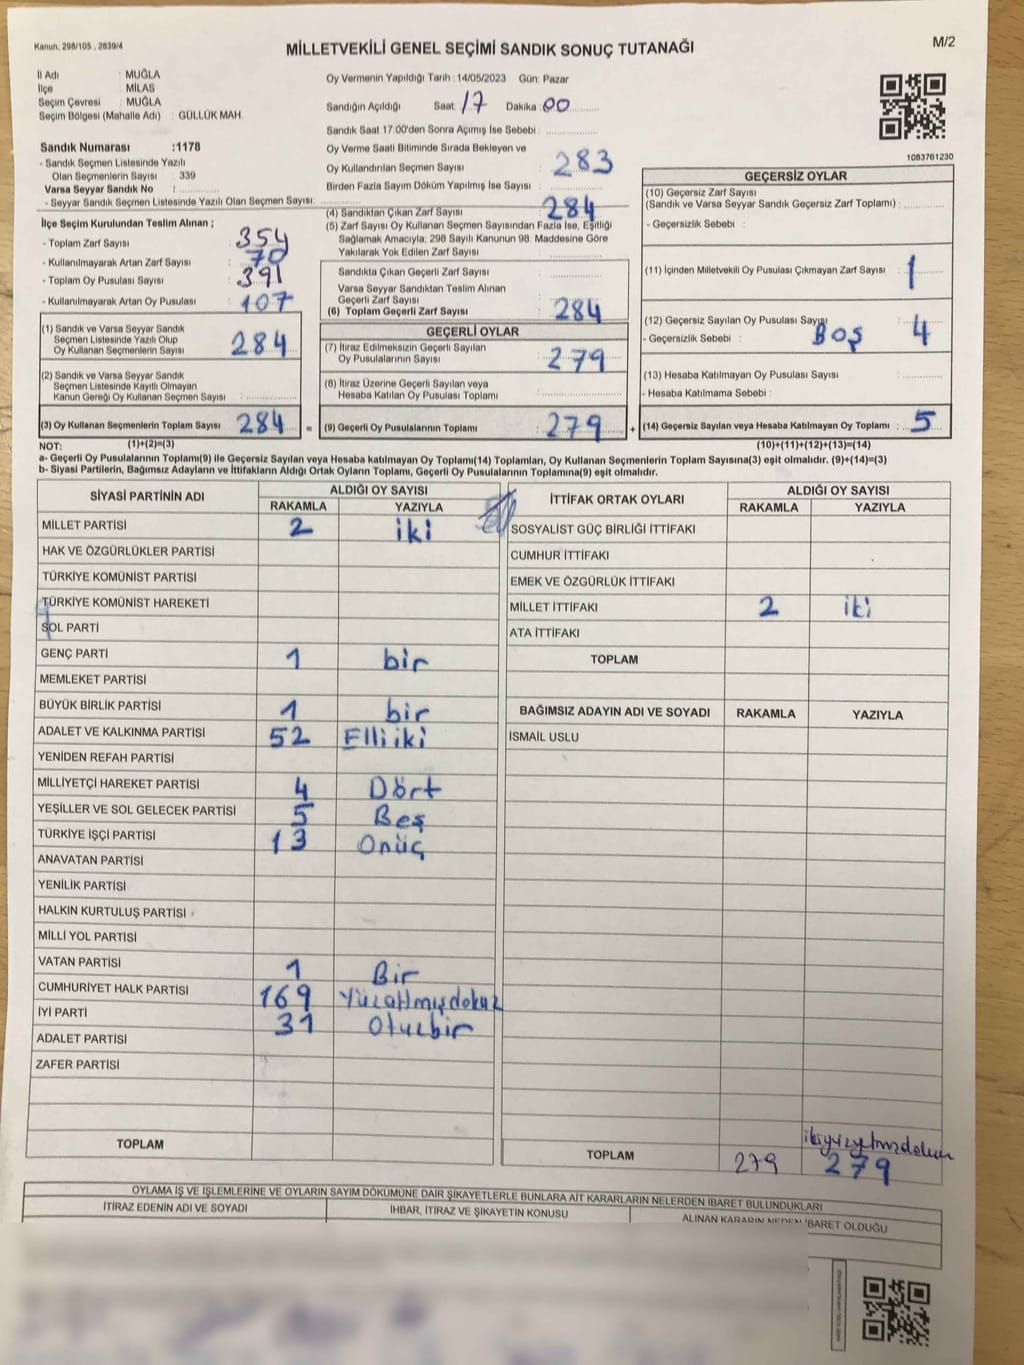 Kanun. 298/105 , 2839/4
MİLLETVEKİLİ GENEL SEÇİMİ SANDIK SONUÇ TUTANAĞI
M/2
İl Adı : MUĞLA
İlçe : MİLAS
Seçim Çevresi : MUĞLA
Seçim Bölgesi (Mahalle Adı) : GÜLLÜK MAH.
Oy Vermenin Yapıldığı Tarih :14/05/2023 Gün: Pazar
Sandığın Açıldığı Saat: 17 Dakika: 00
Sandık Saat 17.00'den Sonra Açımış İse Sebebi :
Oy Verme Saati Bitiminde Sırada Bekleyen ve
Oy Kullandırılan Seçmen Sayısı : 283
Birden Fazla Sayım Döküm Yapılmış İse Sayısı :
Sandık Numarası :1178
- Sandık Seçmen Listesinde Yazılı
Olan Seçmenlerin Sayısı : 339
Varsa Seyyar Sandık No :
- Seyyar Sandık Seçmen Listesinde Yazılı Olan Seçmen Sayısı:
1083761230
İlçe Seçim Kurulundan Teslim Alınan ;
- Toplam Zarf Sayısı : 354
- Kullanılmayarak Artan Zarf Sayısı : 70
- Toplam Oy Pusulası Sayısı : 391
- Kullanılmayarak Artan Oy Pusulası : 107
(1) Sandık ve Varsa Seyyar Sandık
Seçmen Listesinde Yazılı Olup
Oy Kullanan Seçmenlerin Sayısı : 284
(2) Sandık ve Varsa Seyyar Sandık
Seçmen Listesinde Kayıtlı Olmayan
Kanun Gereği Oy Kullanan Seçmen Sayısı :
(3) Oy Kullanan Seçmenlerin Toplam Sayısı : 284 =
(4) Sandıktan Çıkan Zarf Sayısı : 284
(5) Zarf Sayısı Oy Kullanan Seçmen Sayısından Fazla İse, Eşitliği
Sağlamak Amacıyla; 298 Sayılı Kanunun 98. Maddesine Göre
Yakılarak Yok Edilen Zarf Sayısı :
Sandıkta Çıkan Geçerli Zarf Sayısı :
Varsa Seyyar Sandıktan Teslim Alınan
Geçerli Zarf Sayısı :
(6) Toplam Geçerli Zarf Sayısı : 284
GEÇERLİ OYLAR
(7) İtiraz Edilmeksizin Geçerli Sayılan
Oy Pusulalarının Sayısı : 279
(8) İtiraz Üzerine Geçerli Sayılan veya
Hesaba Katılan Oy Pusulası Toplamı :
(9) Geçerli Oy Pusulalarının Toplamı : 279 +
GEÇERSİZ OYLAR
(10) Geçersiz Zarf Sayısı
(Sandık ve Varsa Seyyar Sandık Geçersiz Zarf Toplamı) :
- Geçersizlik Sebebi :
(11) İçinden Milletvekili Oy Pusulası Çıkmayan Zarf Sayısı : 1
(12) Geçersiz Sayılan Oy Pusulası Sayısı : 4
- Geçersizlik Sebebi : BOŞ
(13) Hesaba Katılmayan Oy Pusulası Sayısı :
- Hesaba Katılmama Sebebi :
(14) Geçersiz Sayılan veya Hesaba Katılmayan Oy Toplamı : 5
NOT: (1)+(2)=(3)
(10)+(11)+(12)+(13)=(14)
a- Geçerli Oy Pusulalarının Toplamı(9) ile Geçersiz Sayılan veya Hesaba katılmayan Oy Toplamı(14) Toplamları, Oy Kullanan Seçmenlerin Toplam Sayısına(3) eşit olmalıdır. (9)+(14)=(3)
b- Siyasi Partilerin, Bağımsız Adayların ve İttifakların Aldığı Ortak Oyların Toplamı, Geçerli Oy Pusulalarının Toplamına(9) eşit olmalıdır.
SİYASİ PARTİNİN ADI
ALDIĞI OY SAYISI
RAKAMLA YAZIYLA
MİLLET PARTİSİ 2 iki
HAK VE ÖZGÜRLÜKLER PARTİSİ
TÜRKİYE KOMÜNİST PARTİSİ
TÜRKİYE KOMÜNİST HAREKETİ
SOL PARTİ
GENÇ PARTİ 1 bir
MEMLEKET PARTİSİ
BÜYÜK BİRLİK PARTİSİ 1 bir
ADALET VE KALKINMA PARTİSİ 52 Elli iki
YENİDEN REFAH PARTİSİ
MİLLİYETÇİ HAREKET PARTİSİ 4 Dört
YEŞİLLER VE SOL GELECEK PARTİSİ 5 Beş
TÜRKİYE İŞÇİ PARTİSİ 13 Onüç
ANAVATAN PARTİSİ
YENİLİK PARTİSİ
HALKIN KURTULUŞ PARTİSİ
MİLLİ YOL PARTİSİ
VATAN PARTİSİ 1 Bir
CUMHURİYET HALK PARTİSİ 169 Yüzatmışdokuz
İYİ PARTİ 31 Otuzbir
ADALET PARTİSİ
ZAFER PARTİSİ
TOPLAM
İTTİFAK ORTAK OYLARI
ALDIĞI OY SAYISI
RAKAMLA YAZIYLA
SOSYALİST GÜÇ BİRLİĞİ İTTİFAKI
CUMHUR İTTİFAKI
EMEK VE ÖZGÜRLÜK İTTİFAKI
MİLLET İTTİFAKI 2 iki
ATA İTTİFAKI
TOPLAM
BAĞIMSIZ ADAYIN ADI VE SOYADI RAKAMLA YAZIYLA
İSMAİL USLU
TOPLAM 279 279
OYLAMA İŞ VE İŞLEMLERİNE VE OYLARIN SAYIM DÖKÜMÜNE DAİR ŞİKAYETLERLE BUNLARA AİT KARARLARIN NELERDEN İBARET BULUNDUKLARI
İTİRAZ EDENİN ADI VE SOYADI
İHBAR, İTİRAZ VE ŞİKAYETİN KONUSU
ALINAN KARARIN NEDEN İBARET OLDUĞU